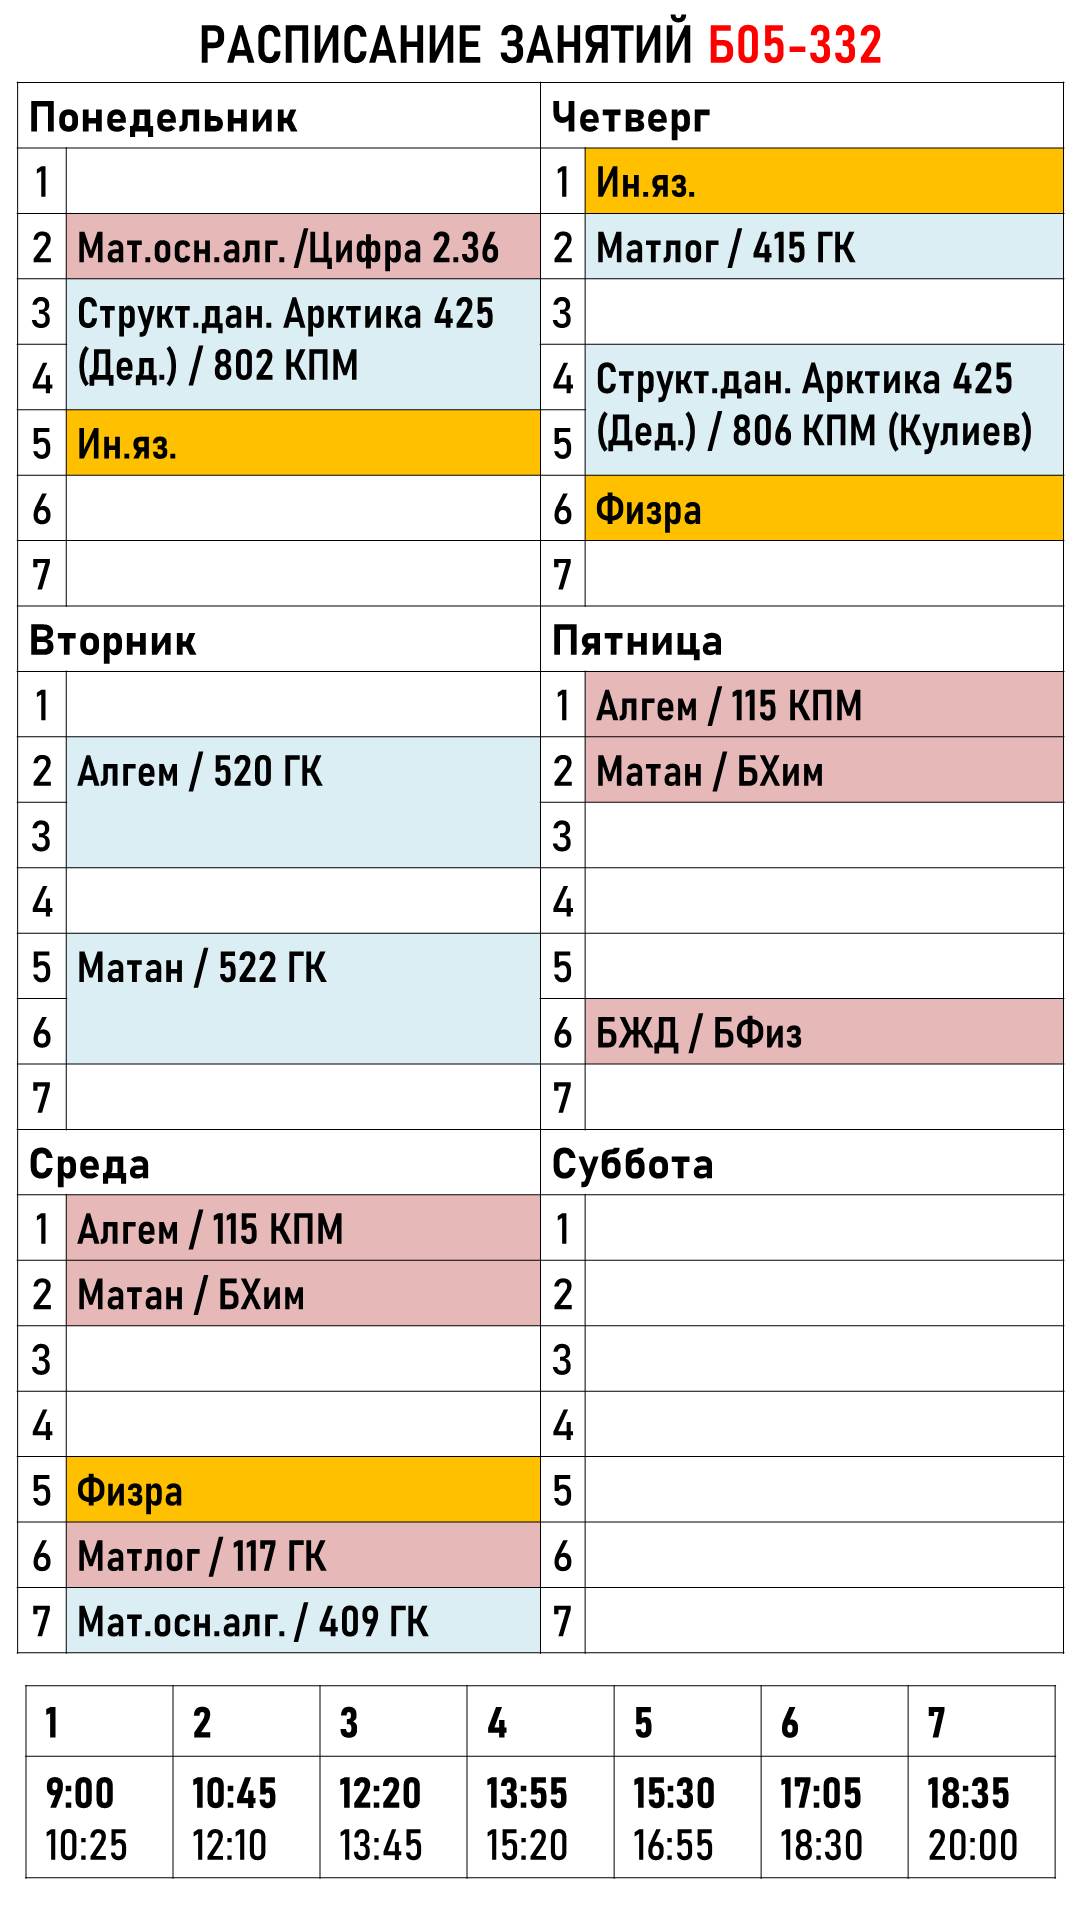 РАСПИСАНИЕ ЗАНЯТИЙ Б05-332
Понедельник
1
2 Мат.осн.алг. /Цифра 2.36
3 Структ.дан. Арктика 425
4 (Дед.) / 802 КПМ
5 Ин.яз.
6
7
Вторник
1
2 Алгем / 520 ГК
3
4
5 Матан / 522 ГК
6
7
Среда
1 Алгем / 115 КПМ
2 Матан / БХим
3
4
5 Физра
6 Матлог / 117 ГК
7 Мат.осн.алг. / 409 ГК
Четверг
1 Ин.яз.
2 Матлог / 415 ГК
3
4 Структ.дан. Арктика 425
5 (Дед.) / 806 КПМ (Кулиев)
6 Физра
7
Пятница
1 Алгем / 115 КПМ
2 Матан / БХим
3
4
5
6 БЖД / БФиз
7
Суббота
1
2
3
4
5
6
7
1 2 3 4 5 6 7
9:00 10:45 12:20 13:55 15:30 17:05 18:35
10:25 12:10 13:45 15:20 16:55 18:30 20:00